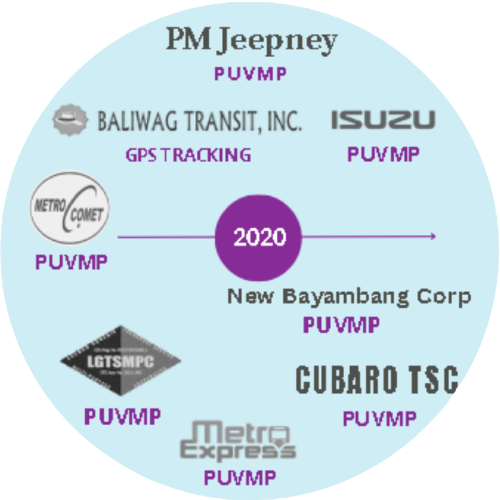 PM Jeepney
PUVMP
BALIWAG TRANSIT, INC.
GPS TRACKING
ISUZU
PUVMP
METRO
COMET
PUVMP
2020
New Bayambang Corp
PUVMP
LGTSMPC
PUVMP
CUBARO TSC
PUVMP
Metro
Express
PUVMP